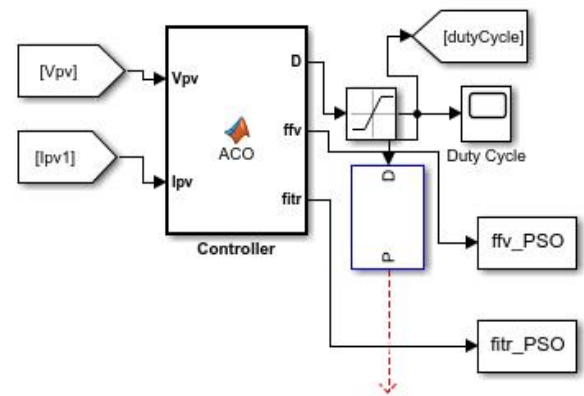 [dutyCycle]
[Vpv]
Vpv
D
[Ipv1]
Ipv
ACO
ffv
fitr
Controller
Duty Cycle
D
P
ffv_PSO
fitr_PSO